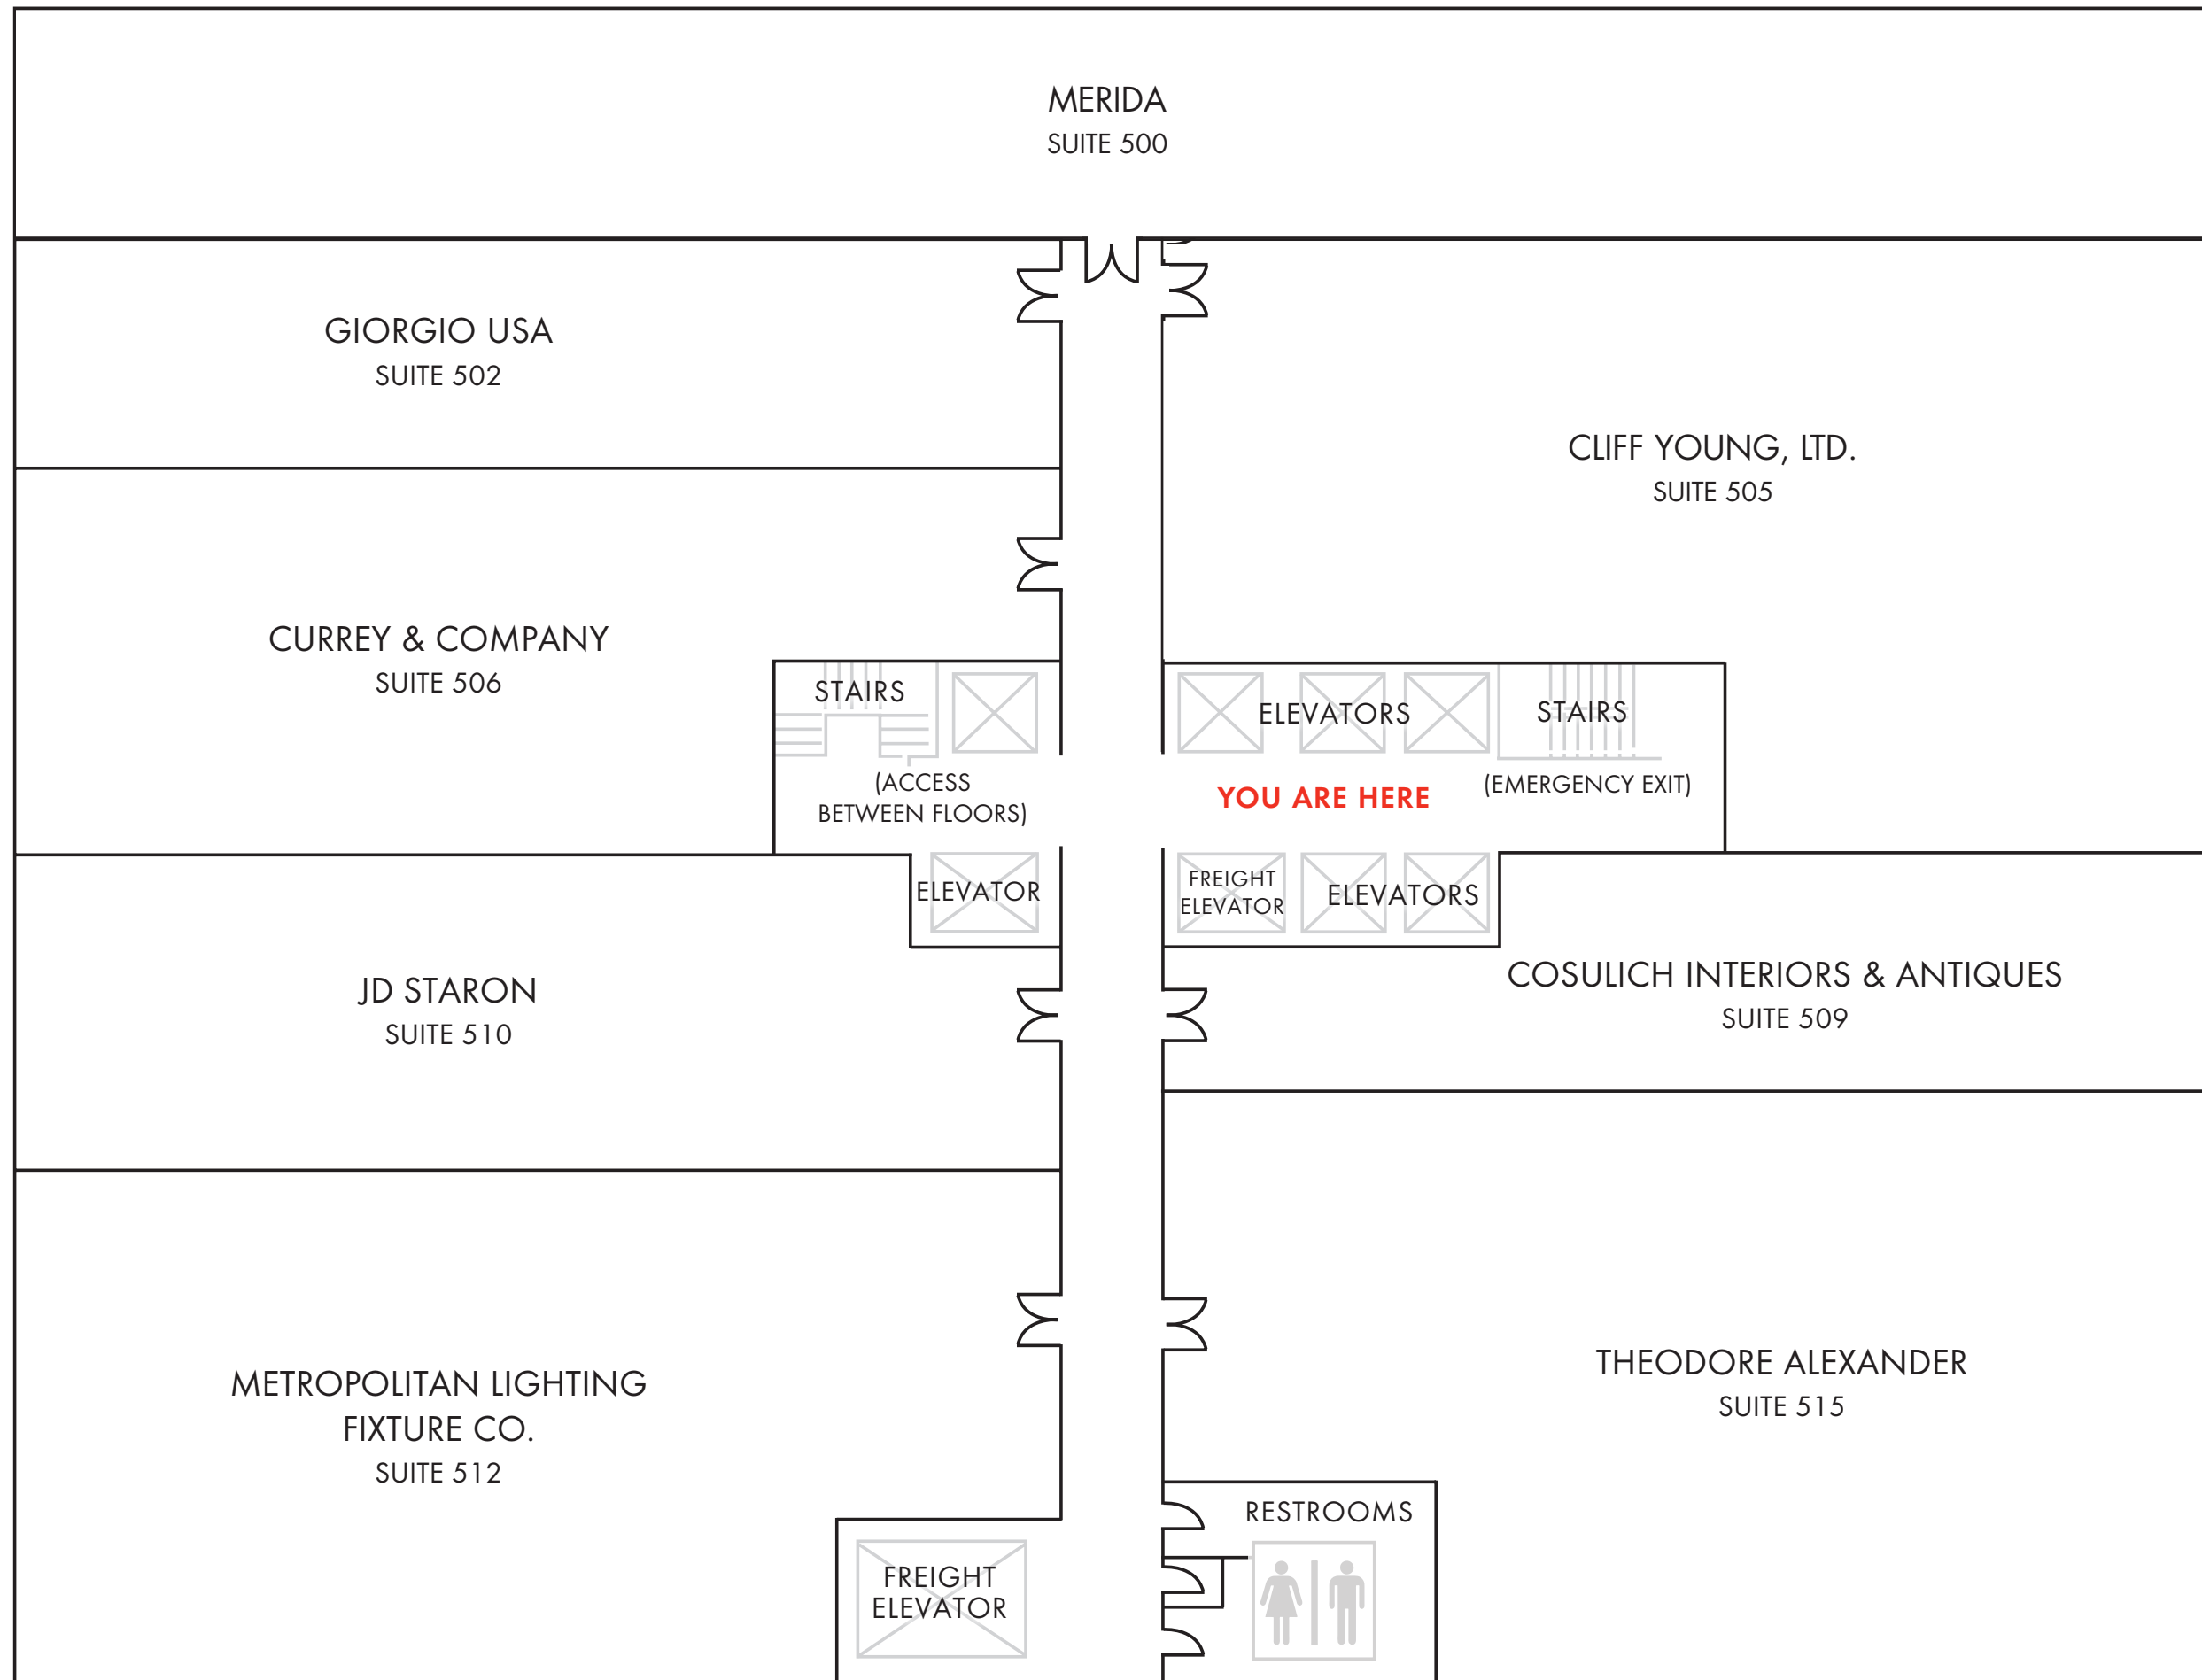 MERIDA
SUITE 500
GIORGIO USA
SUITE 502
CLIFF YOUNG, LTD.
SUITE 505
CURREY & COMPANY
SUITE 506
STAIRS
(ACCESS
BETWEEN FLOORS)
ELEVATORS
STAIRS
(EMERGENCY EXIT)
YOU ARE HERE
ELEVATOR
FREIGHT
ELEVATOR
ELEVATORS
JD STARON
SUITE 510
COSULICH INTERIORS & ANTIQUES
SUITE 509
METROPOLITAN LIGHTING
FIXTURE CO.
SUITE 512
THEODORE ALEXANDER
SUITE 515
FREIGHT
ELEVATOR
RESTROOMS